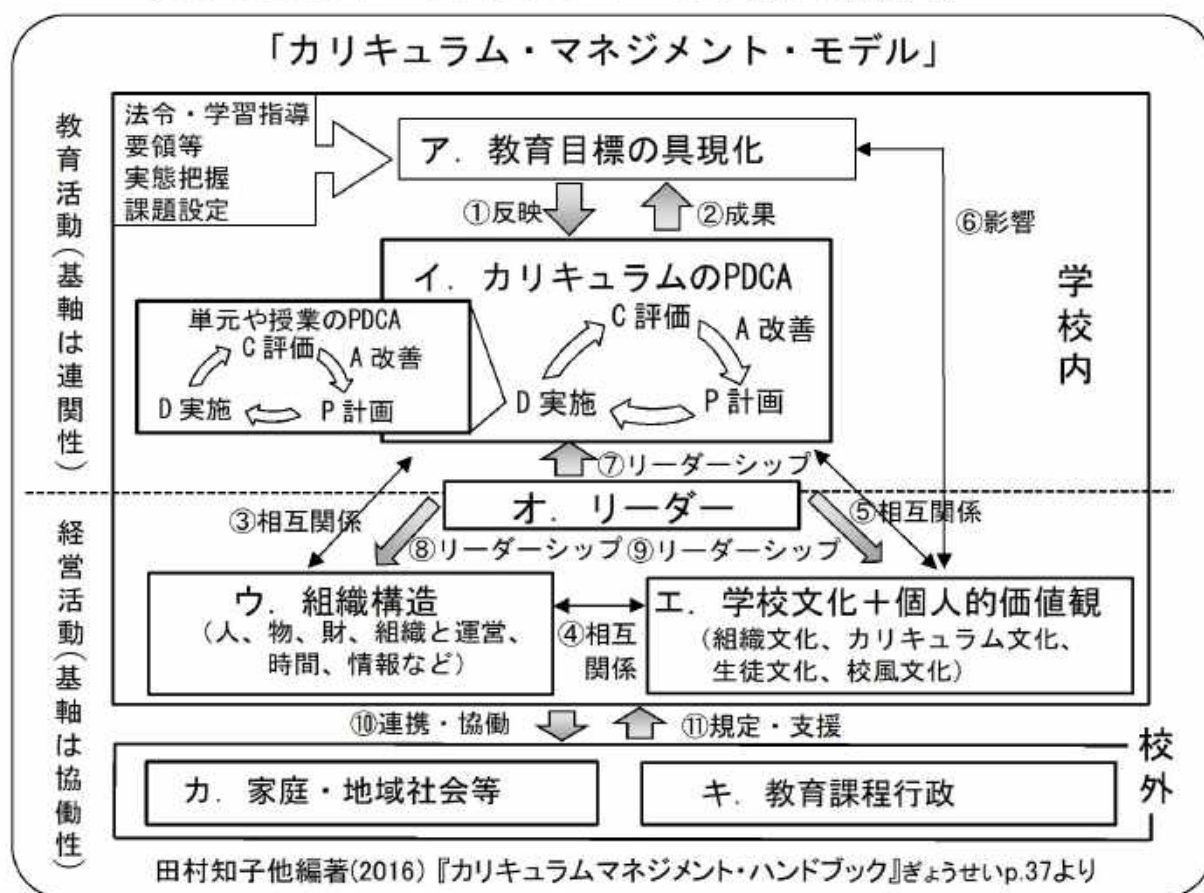 「カリキュラム・マネジメント・モデル」
教育活動(基軸は連関性)
法令・学習指導
要領等
実態把握
課題設定
ア．教育目標の具現化
①反映
②成果
⑥影響
学校内
イ．カリキュラムのPDCA
C 評価
A 改善
D 実施
P 計画
単元や授業のPDCA
C 評価
A 改善
D 実施
P 計画
⑦リーダーシップ
オ．リーダー
③相互関係
⑧リーダーシップ
⑨リーダーシップ
⑤相互関係
経営活動(基軸は協働性)
ウ．組織構造
(人、物、財、組織と運営、
時間、情報など)
④相互
関係
エ．学校文化＋個人的価値観
(組織文化、カリキュラム文化、
生徒文化、校風文化)
⑩連携・協働
⑪規定・支援
校外
カ．家庭・地域社会等
キ．教育課程行政
田村知子他編著(2016)『カリキュラムマネジメント・ハンドブック』ぎょうせいp.37より